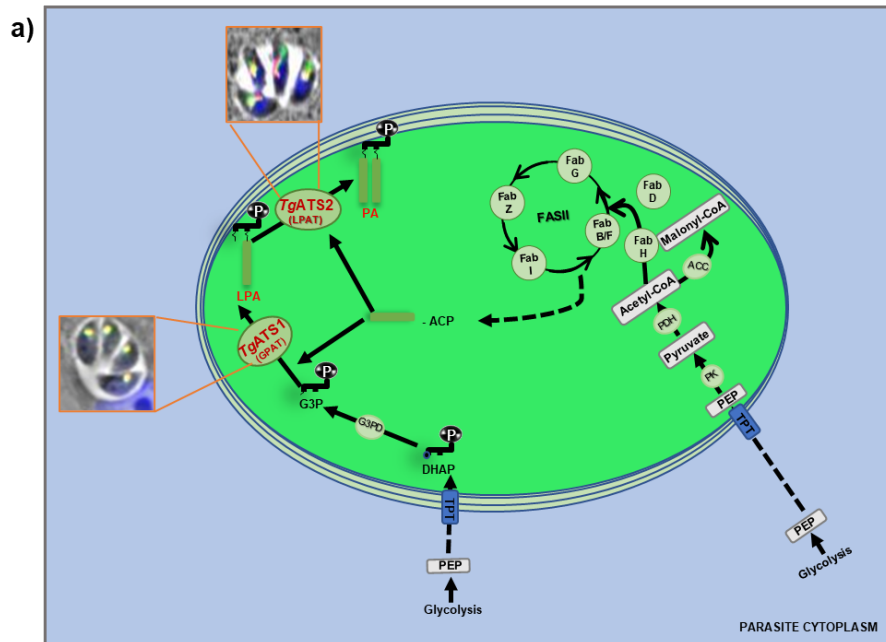 a)
P
PA
TgATS2
(LPAT)
P
LPA
TgATS1
(GPAT)
P
G3P
G3PD
P
DHAP
TPT
PEP
Glycolysis
- ACP
FASII
Fab
G
Fab
Z
Fab
I
Fab
B/F
Fab
D
Fab
H
Malonyl-CoA
ACC
Acetyl-CoA
PDH
Pyruvate
PK
PEP
TPT
PEP
Glycolysis
PARASITE CYTOPLASM